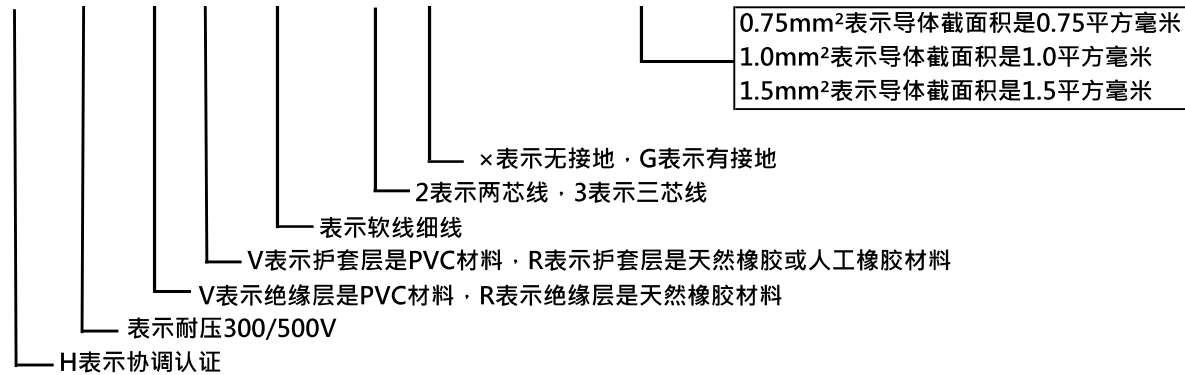 0.75mm²表示导体截面积是0.75平方毫米
1.0mm²表示导体截面积是1.0平方毫米
1.5mm²表示导体截面积是1.5平方毫米
×表示无接地，G表示有接地
2表示两芯线，3表示三芯线
表示软线细线
V表示护套层是PVC材料，R表示护套层是天然橡胶或人工橡胶材料
V表示绝缘层是PVC材料，R表示绝缘层是天然橡胶材料
表示耐压300/500V
H表示协调认证